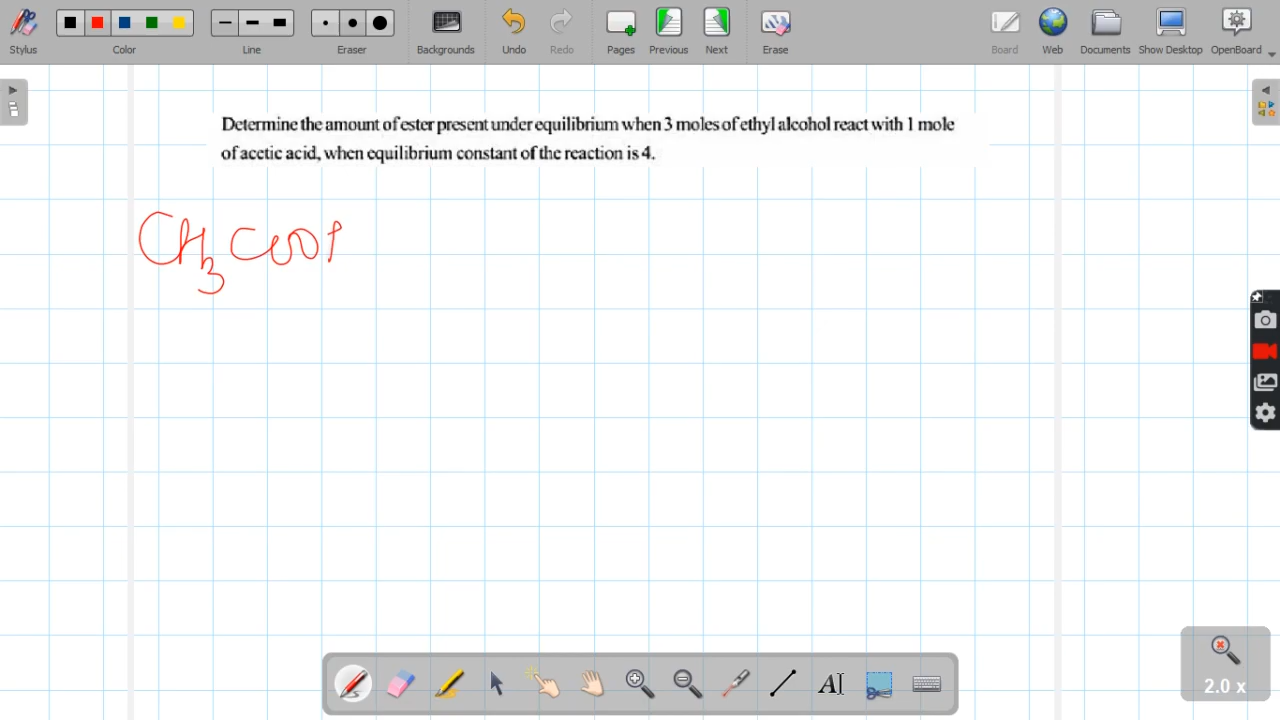 Stylus
Color
Line
Eraser
Backgrounds
Undo
Redo
Pages
Previous
Next
Erase
Board
Web
Documents
Show Desktop
OpenBoard
Determine the amount of ester present under equilibrium when 3 moles of ethyl alcohol react with 1 mole
of acetic acid, when equilibrium constant of the reaction is 4.
CH3COO
2.0 x